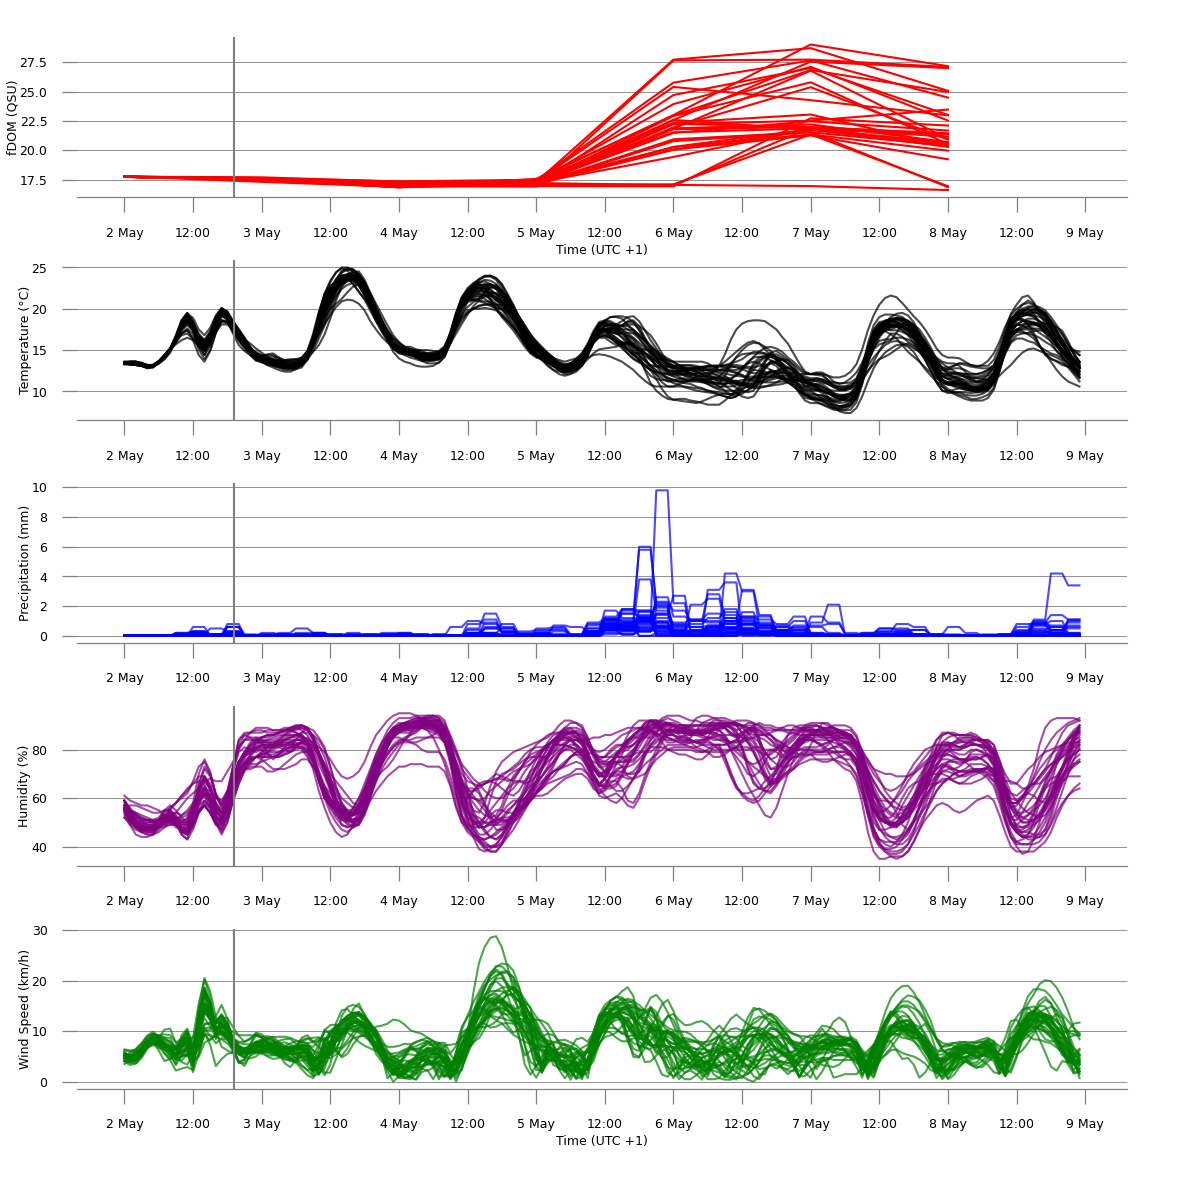 27.5
25.0
22.5
20.0
17.5
fDOM (QSU)
2 May 12:00 3 May 12:00 4 May 12:00 5 May 12:00 6 May 12:00 7 May 12:00 8 May 12:00 9 May
Time (UTC +1)
25
20
15
10
Temperature (°C)
2 May 12:00 3 May 12:00 4 May 12:00 5 May 12:00 6 May 12:00 7 May 12:00 8 May 12:00 9 May
10
8
6
4
2
0
Precipitation (mm)
2 May 12:00 3 May 12:00 4 May 12:00 5 May 12:00 6 May 12:00 7 May 12:00 8 May 12:00 9 May
80
60
40
Humidity (%)
2 May 12:00 3 May 12:00 4 May 12:00 5 May 12:00 6 May 12:00 7 May 12:00 8 May 12:00 9 May
30
20
10
0
Wind Speed (km/h)
2 May 12:00 3 May 12:00 4 May 12:00 5 May 12:00 6 May 12:00 7 May 12:00 8 May 12:00 9 May
Time (UTC +1)